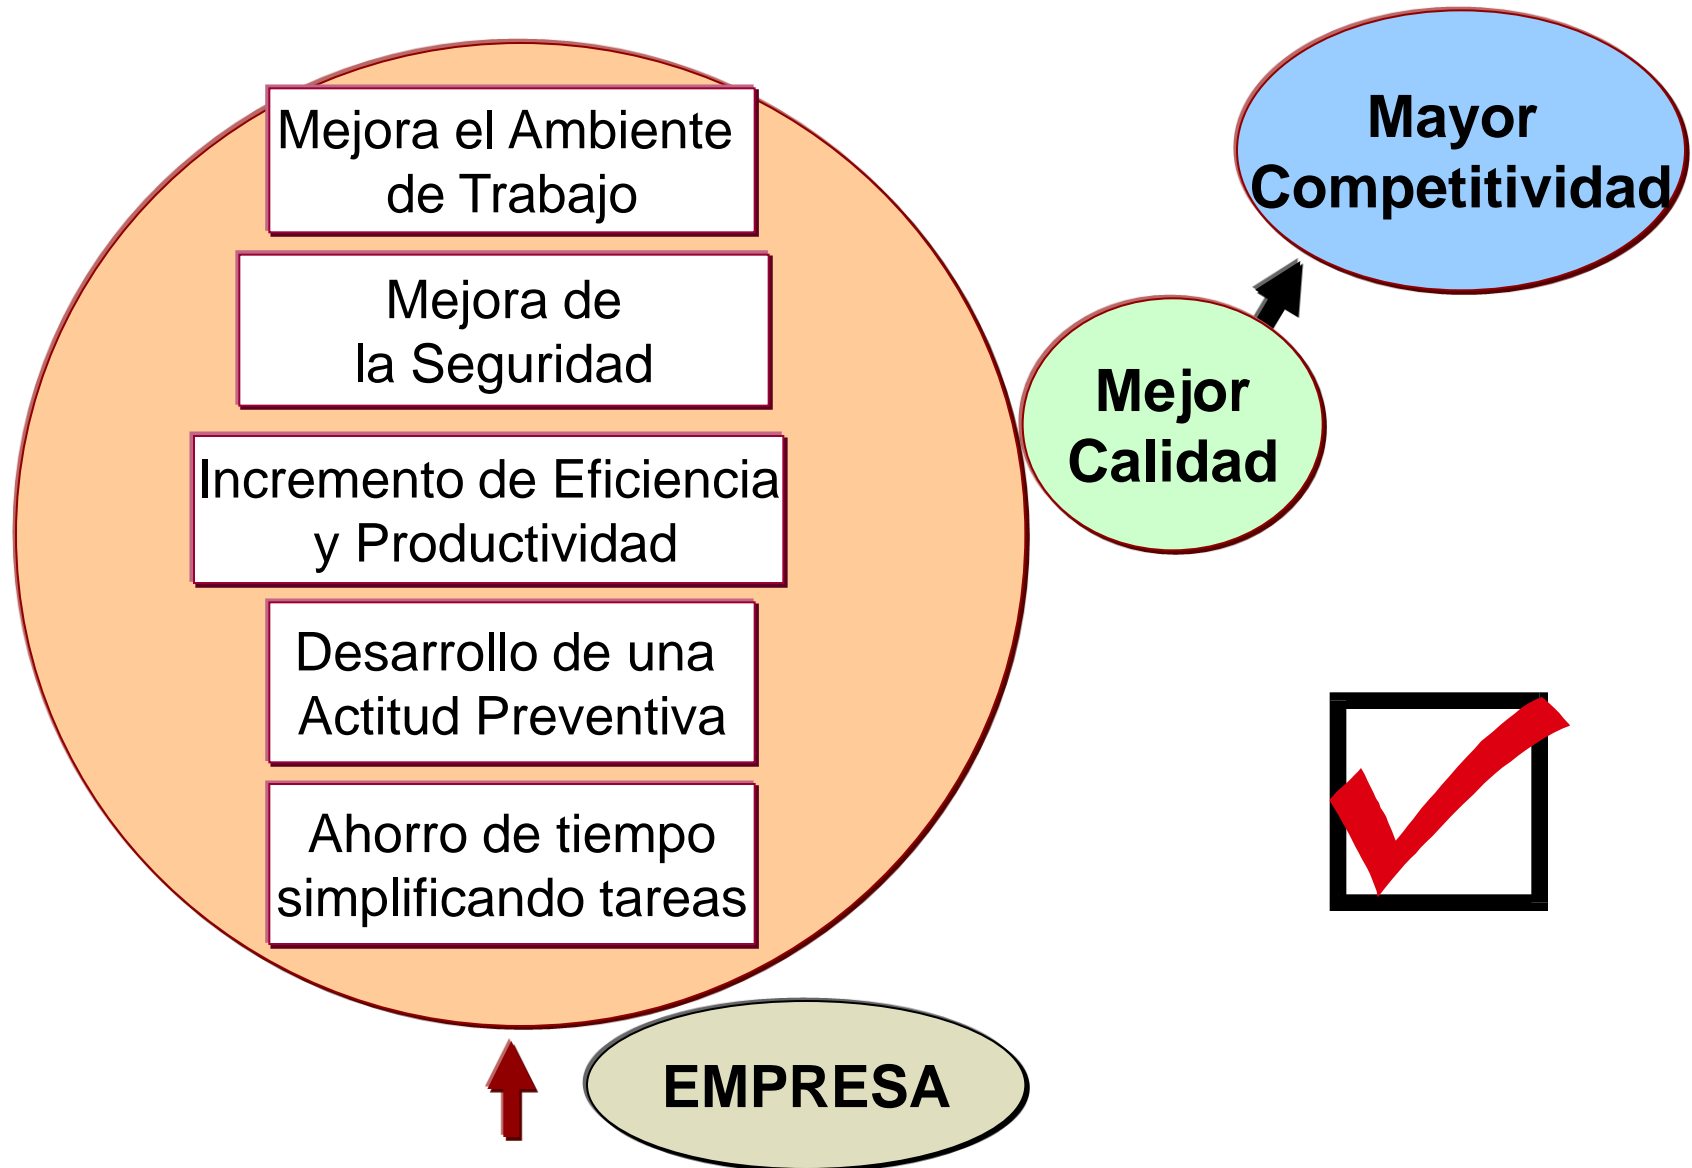 Mejora el Ambiente
de Trabajo
Mejora de
la Seguridad
Incremento de Eficiencia
y Productividad
Desarrollo de una
Actitud Preventiva
Ahorro de tiempo
simplificando tareas
Mayor
Competitividad
Mejor
Calidad
EMPRESA